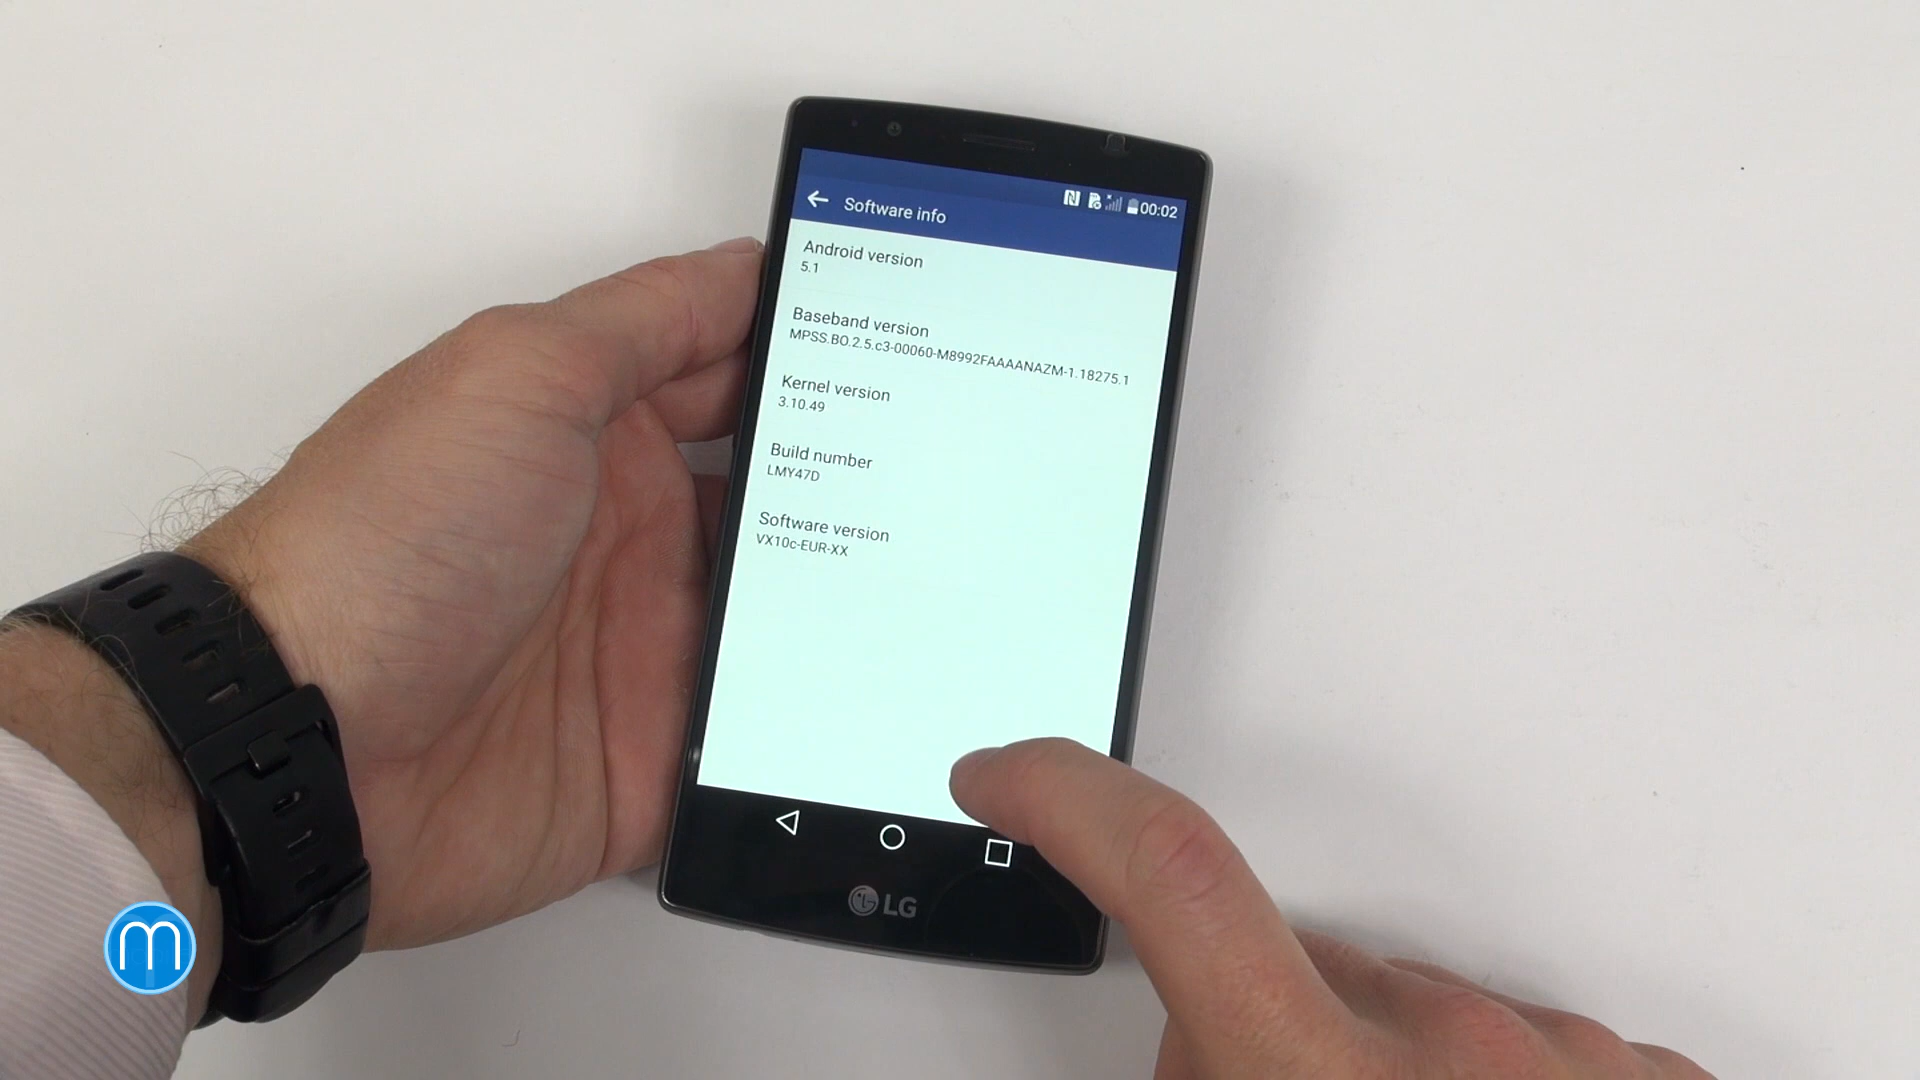 00:02
Software info
Android version
5.1
Baseband version
MPSS.BO.2.5.c3-00060-M8992FAAAANAZM-1.18275.1
Kernel version
3.10.49
Build number
LMY47D
Software version
VX10c-EUR-XX
LG
m